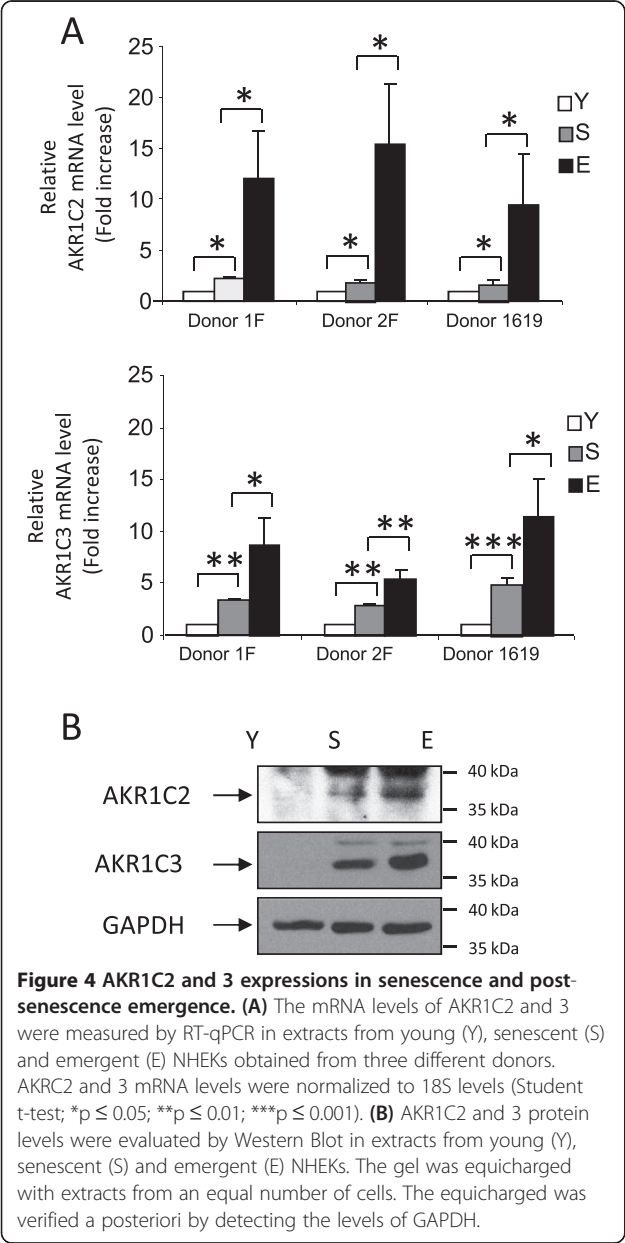 A
Relative
AKR1C2 mRNA level
(Fold increase)
25
20
15
10
5
0
*
*
*
*
*
*
Y
S
E
Donor 1F
Donor 2F
Donor 1619
Relative
AKR1C3 mRNA level
(Fold increase)
25
20
15
10
5
0
**
*
**
**
***
*
Y
S
E
Donor 1F
Donor 2F
Donor 1619
B
Y S E
AKR1C2
40 kDa
35 kDa
AKR1C3
40 kDa
35 kDa
GAPDH
40 kDa
35 kDa
Figure 4 AKR1C2 and 3 expressions in senescence and post-
senescence emergence. (A) The mRNA levels of AKR1C2 and 3
were measured by RT-qPCR in extracts from young (Y), senescent (S)
and emergent (E) NHEKs obtained from three different donors.
AKRC2 and 3 mRNA levels were normalized to 18S levels (Student
t-test; *p ≤ 0.05; **p ≤ 0.01; ***p ≤ 0.001). (B) AKR1C2 and 3 protein
levels were evaluated by Western Blot in extracts from young (Y),
senescent (S) and emergent (E) NHEKs. The gel was equicharged
with extracts from an equal number of cells. The equicharged was
verified a posteriori by detecting the levels of GAPDH.